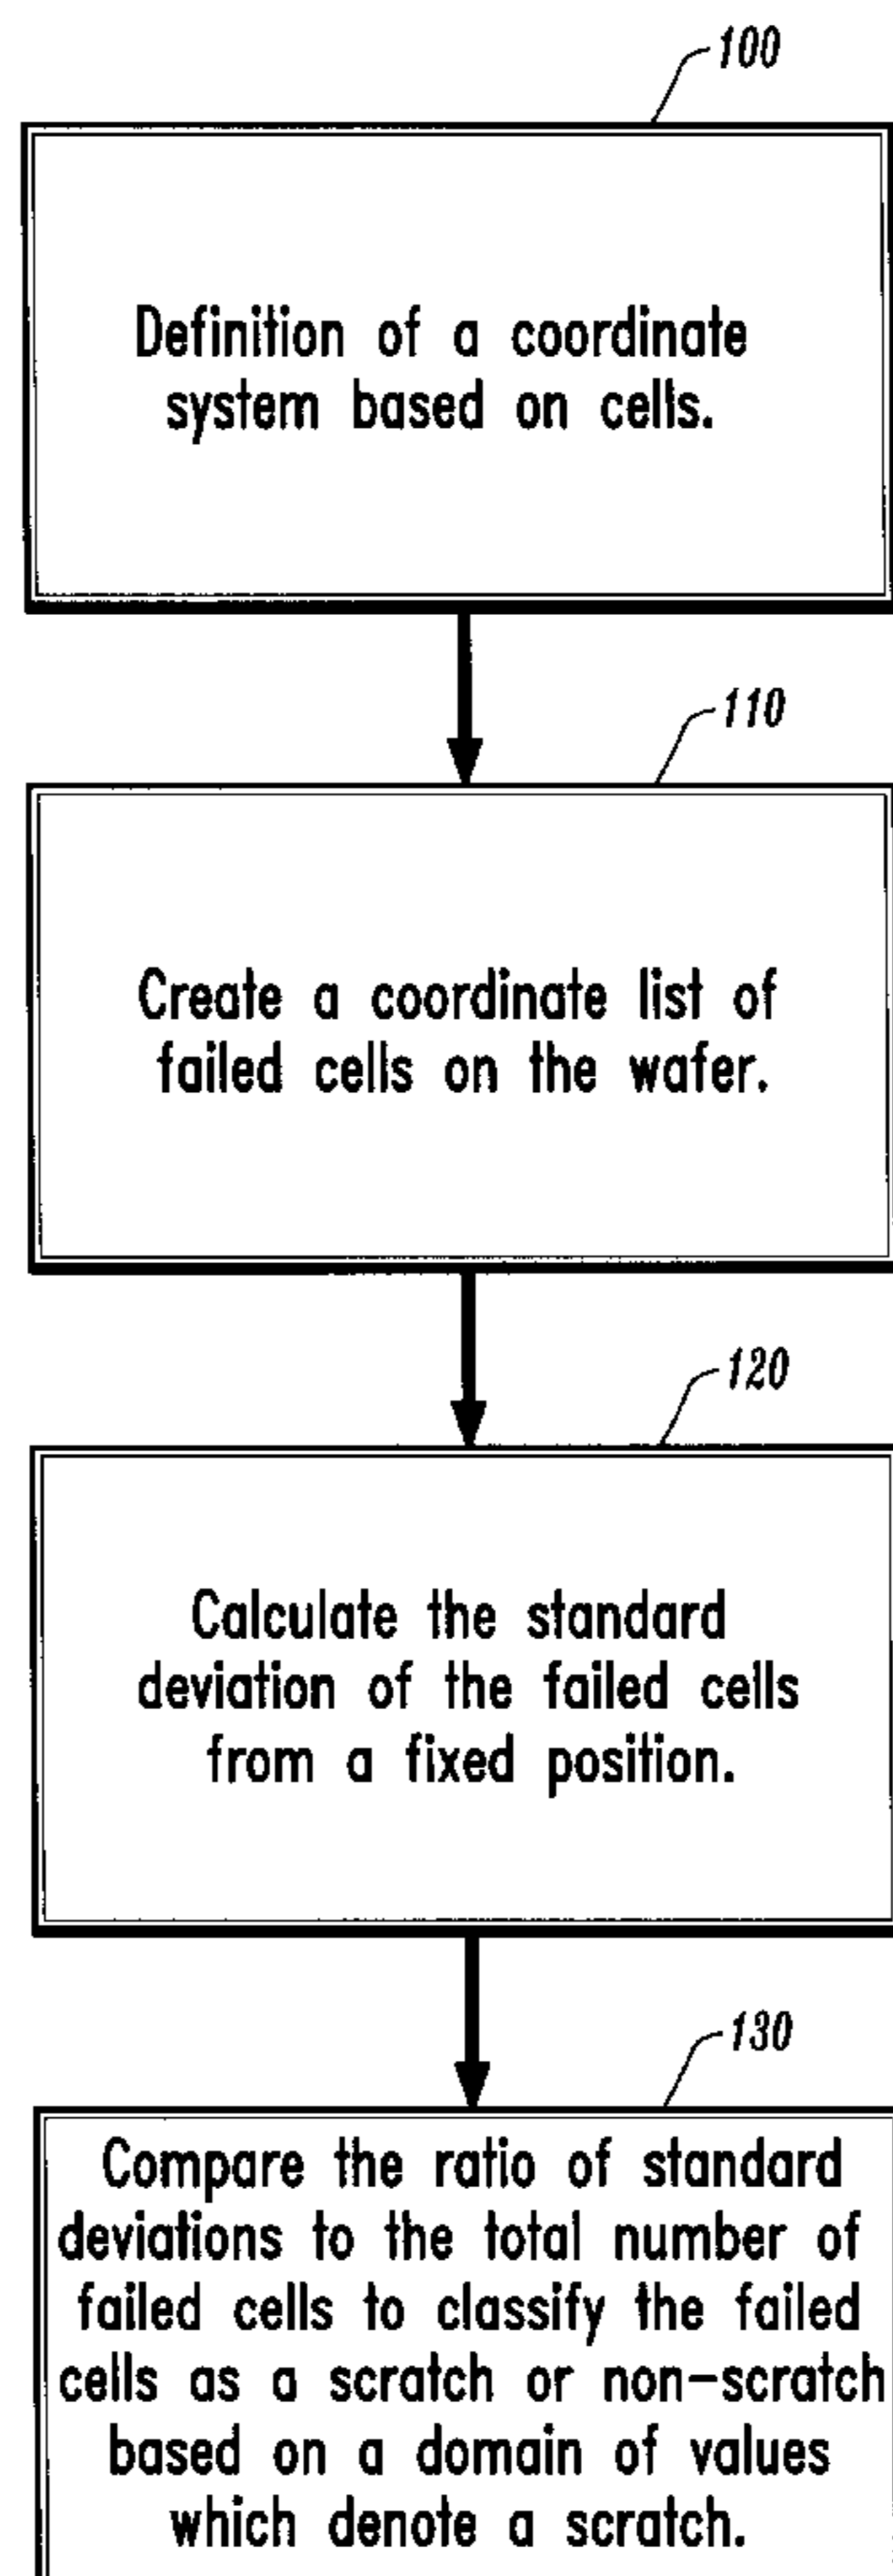 100
Definition of a coordinate
system based on cells.
110
Create a coordinate list of
failed cells on the wafer.
120
Calculate the standard
deviation of the failed cells
from a fixed position.
130
Compare the ratio of standard
deviations to the total number of
failed cells to classify the failed
cells as a scratch or non-scratch
based on a domain of values
which denote a scratch.